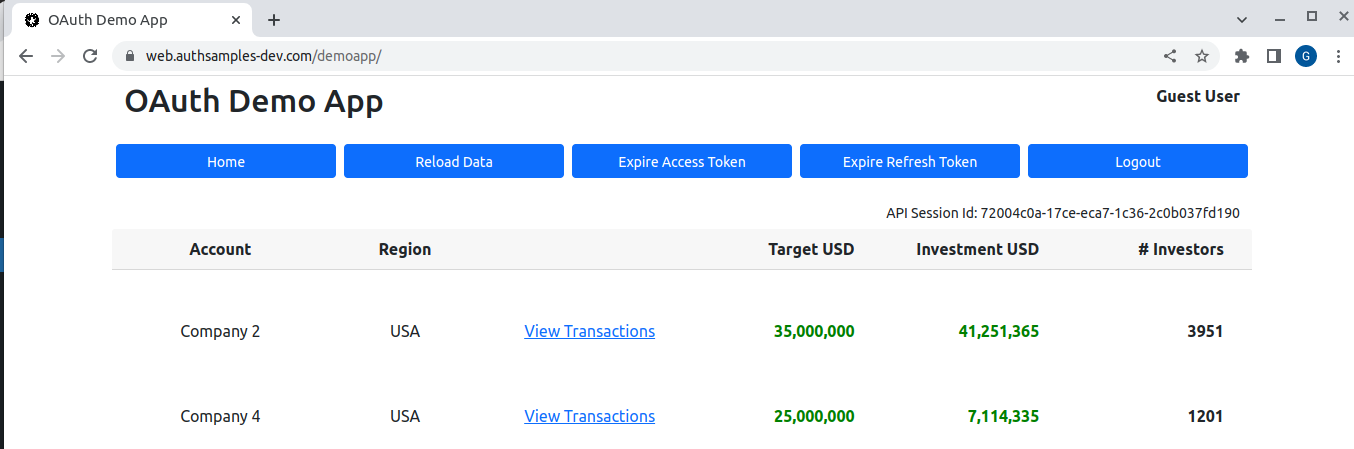 OAuth Demo App
web.authsamples-dev.com/demoapp/
G
OAuth Demo App Guest User
Home Reload Data Expire Access Token Expire Refresh Token Logout
API Session Id: 72004c0a-17ce-eca7-1c36-2c0b037fd190
Account Region Target USD Investment USD # Investors
Company 2 USA View Transactions 35,000,000 41,251,365 3951
Company 4 USA View Transactions 25,000,000 7,114,335 1201